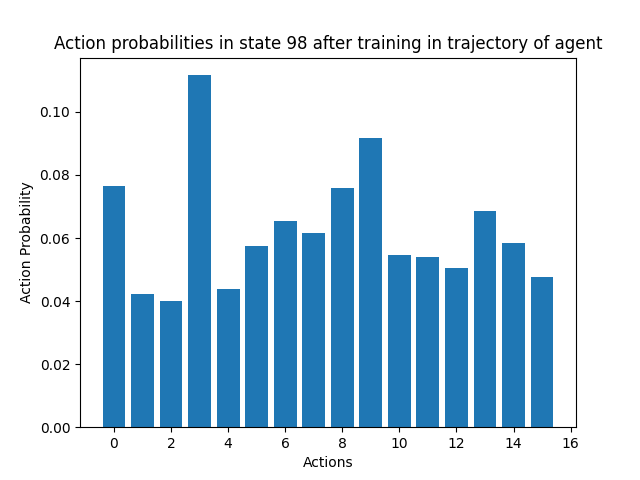 Action probabilities in state 98 after training in trajectory of agent
0.10
0.08
0.06
0.04
0.02
0.00
Action Probability
0 2 4 6 8 10 12 14 16
Actions